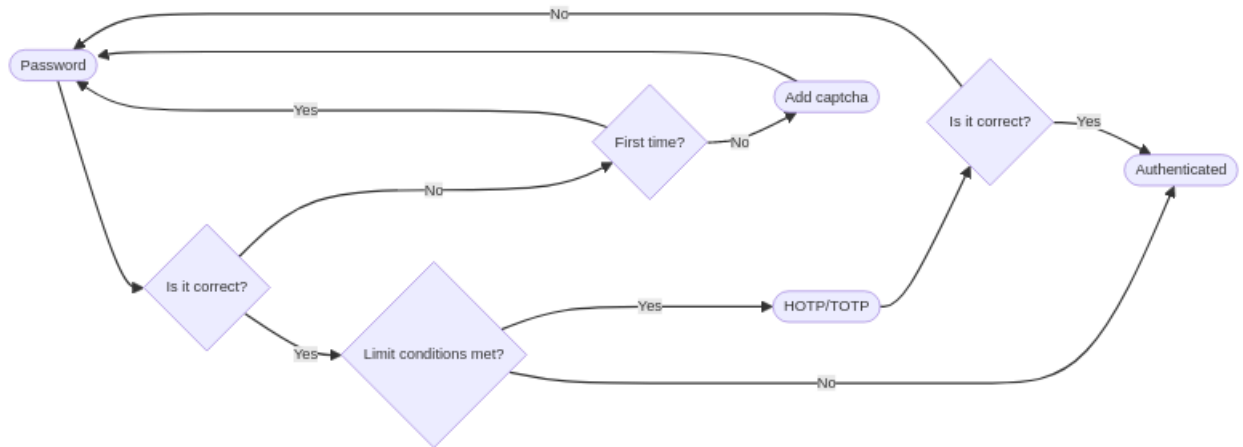 No
Password
Add captcha
Yes
First time?
No
Is it correct?
Yes
Authenticated
No
Is it correct?
Yes
HOTP/TOTP
Yes
Limit conditions met?
No